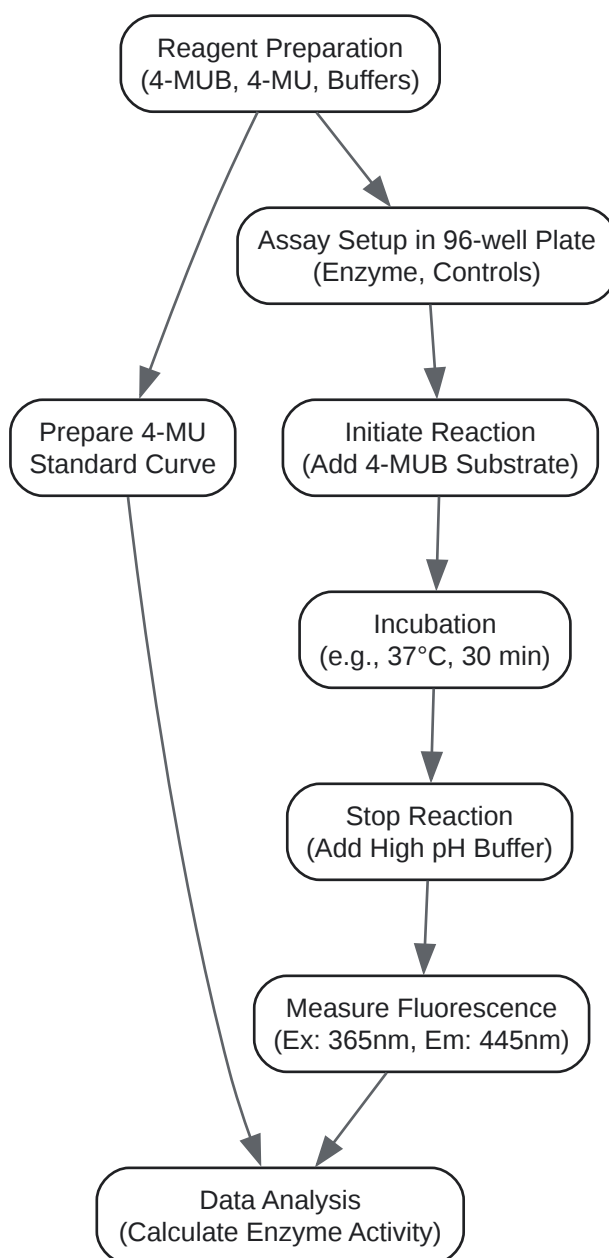 Reagent Preparation
(4-MUB, 4-MU, Buffers)
Assay Setup in 96-well Plate
(Enzyme, Controls)
Prepare 4-MU
Standard Curve
Initiate Reaction
(Add 4-MUB Substrate)
Incubation
(e.g., 37°C, 30 min)
Stop Reaction
(Add High pH Buffer)
Measure Fluorescence
(Ex: 365nm, Em: 445nm)
Data Analysis
(Calculate Enzyme Activity)